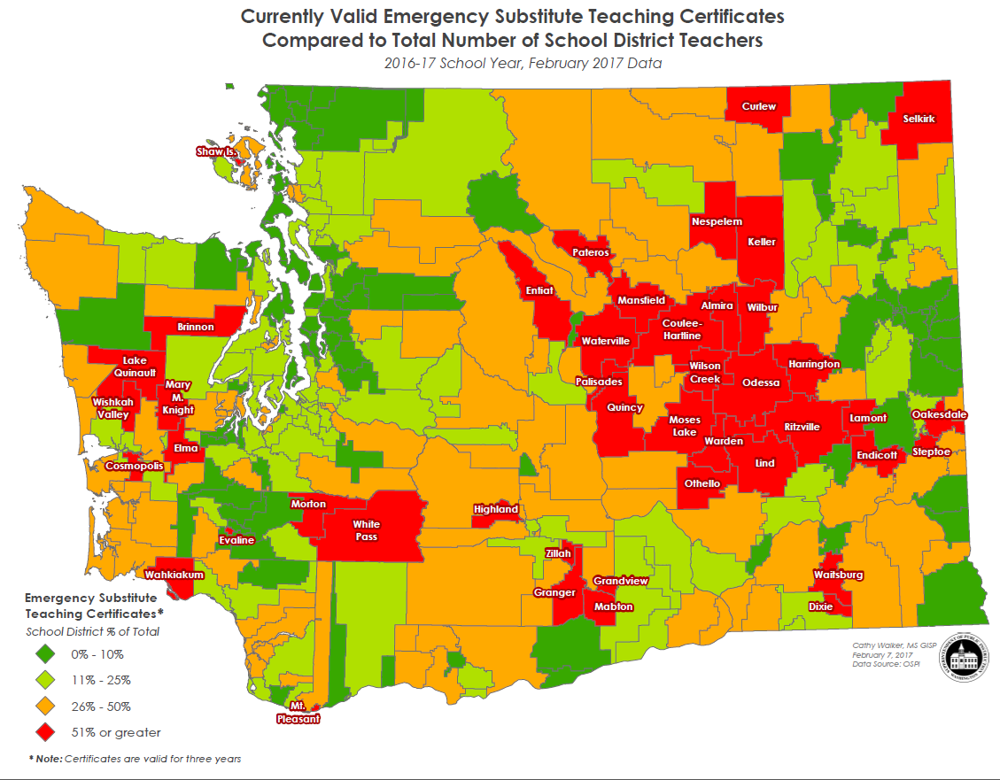 Currently Valid Emergency Substitute Teaching Certificates
Compared to Total Number of School District Teachers
2016-17 School Year, February 2017 Data
Curlew
Selkirk
Shaw Is.
Nespelem
Keller
Pateros
Entiat
Mansfield
Almira
Wilbur
Brinnon
Coulee-
Hartline
Waterville
Lake
Quinault
Wilson
Creek
Harrington
Mary
M.
Knight
Palisades
Odessa
Wishkah
Valley
Quincy
Moses
Lake
Lamont
Oakesdale
Ritzville
Elma
Warden
Endicott
Steptoe
Cosmopolis
Lind
Othello
Morton
Highland
White
Pass
Evaline
Zillah
Wahkiakum
Grandview
Waitsburg
Granger
Mabton
Dixie
Mt.
Pleasant
Emergency Substitute
Teaching Certificates*
School District % of Total
0% - 10%
11% - 25%
26% - 50%
51% or greater
* Note: Certificates are valid for three years
Cathy Walker, MS GISP
February 7, 2017
Data Source: OSPI